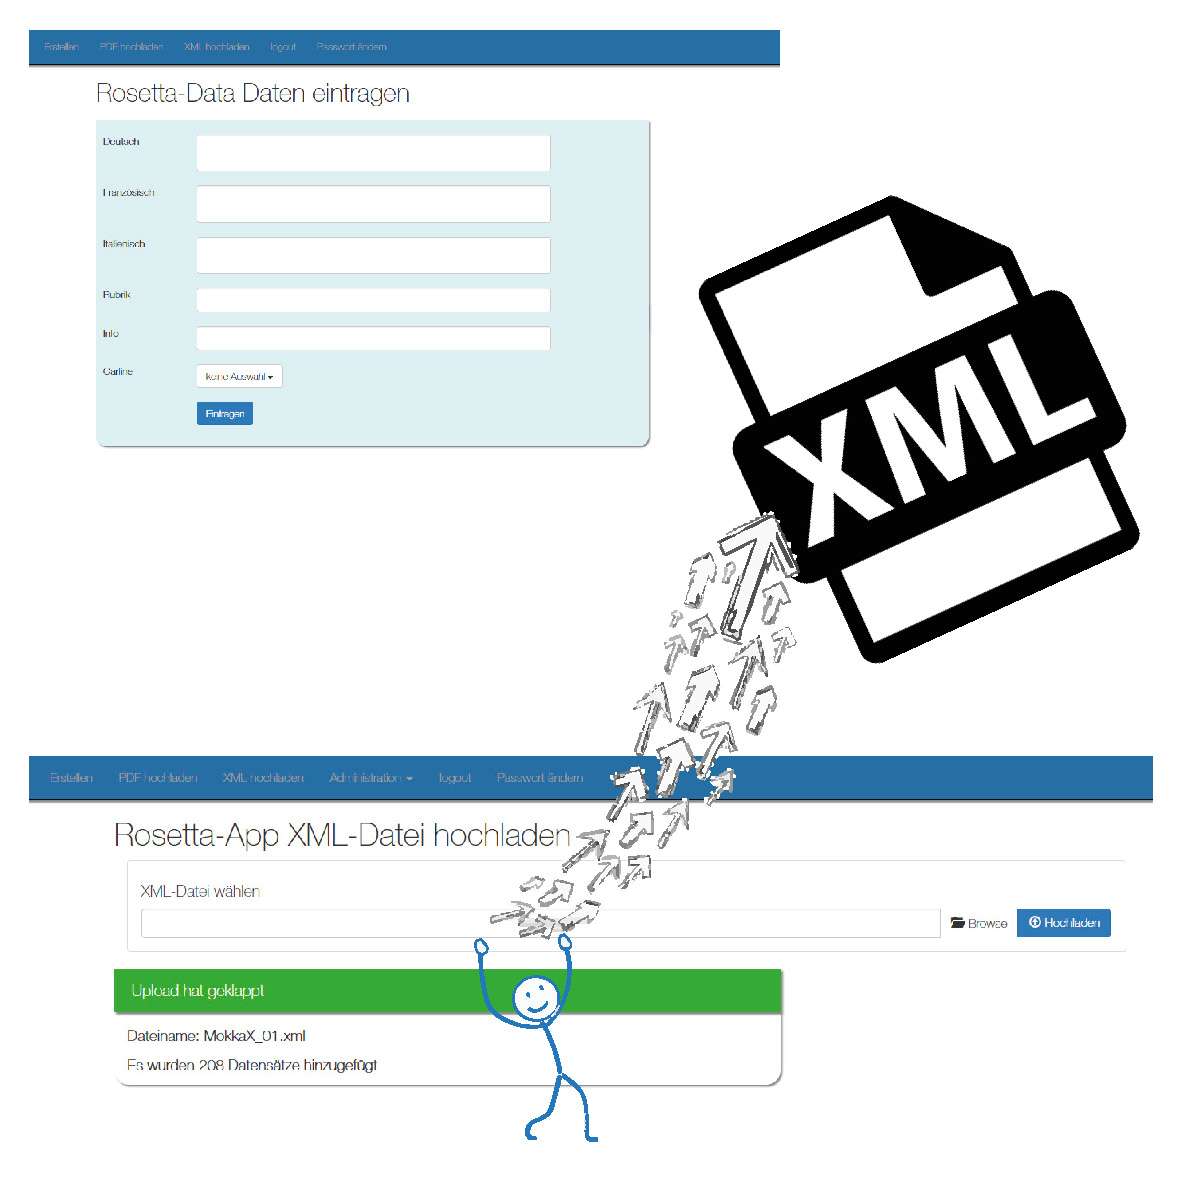 Erstellen PDF hochladen XML hochladen logout Passwort ändern
Rosetta-Data Daten eintragen
Deutsch
Französisch
Italienisch
Rubrik
Info
Garline
keine Auswahl
Eintragen
XML
Erstellen PDF hochladen XML hochladen Administration logout Passwort ändern
Rosetta-App XML-Datei hochladen
XML-Datei wählen
Browse Hochladen
Upload hat geklappt
Dateiname: MokkaX_01.xml
Es wurden 208 Datensätze hinzugefügt